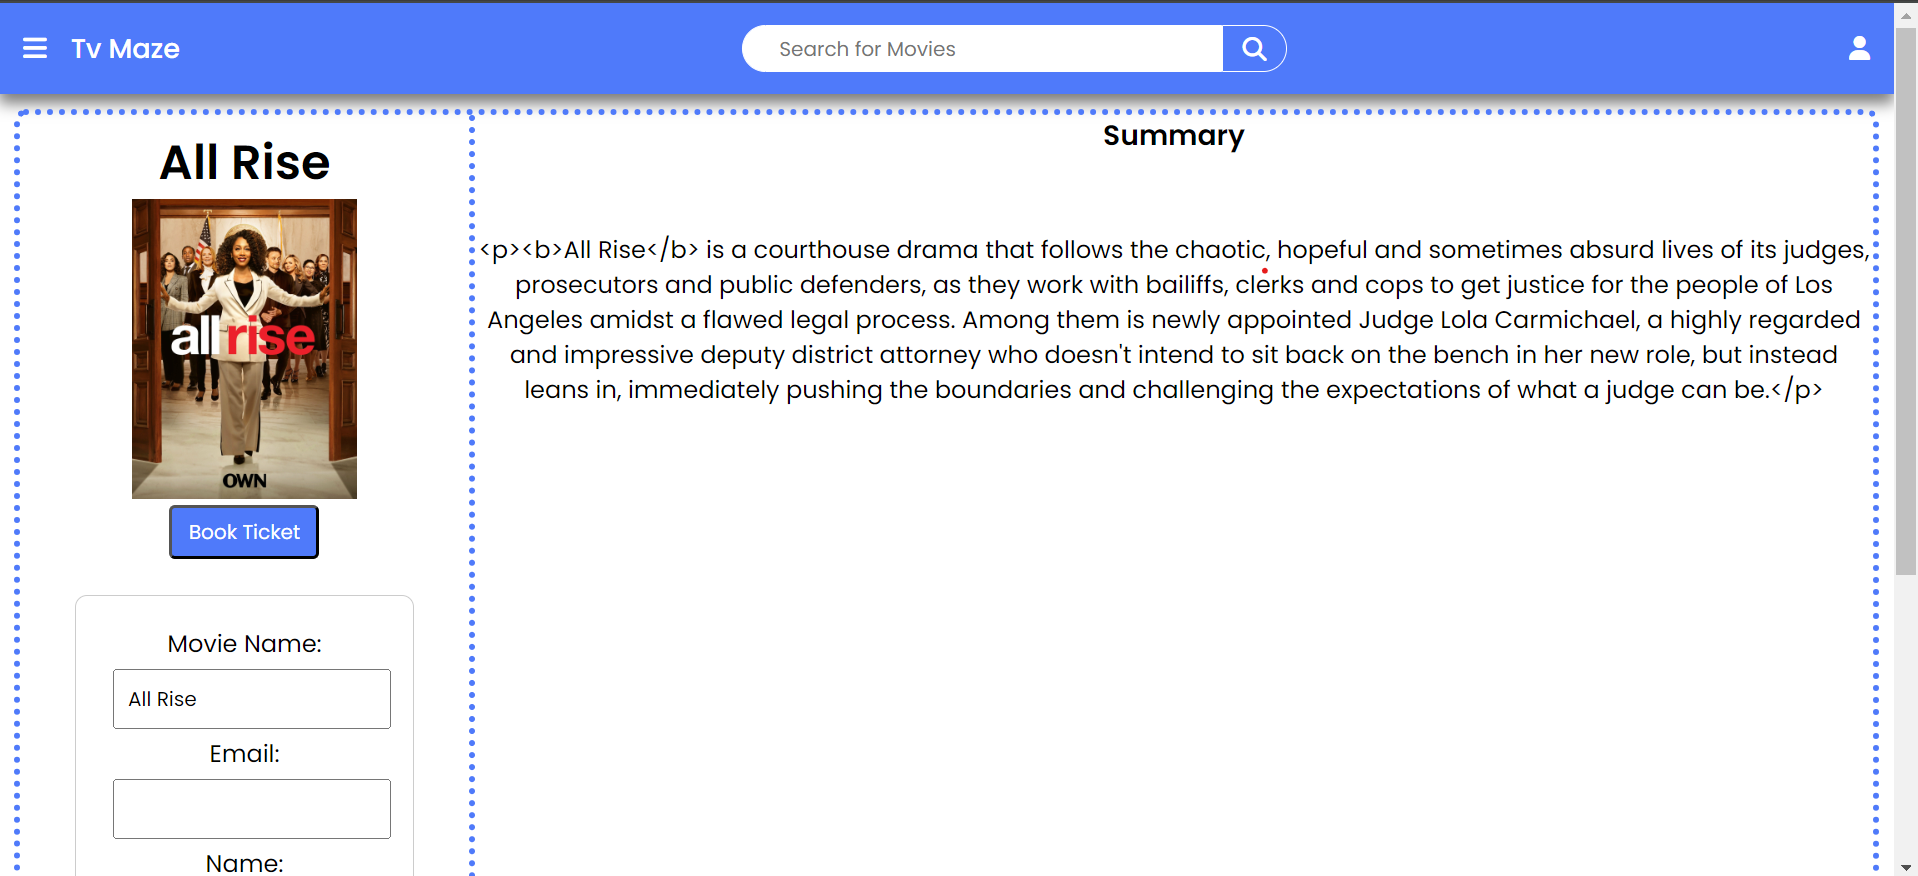 Tv Maze
Search for Movies
All Rise
all rise
OWN
Book Ticket
Movie Name:
All Rise
Email:
Name:
Summary
<p><b>All Rise</b> is a courthouse drama that follows the chaotic, hopeful and sometimes absurd lives of its judges,
prosecutors and public defenders, as they work with bailiffs, clerks and cops to get justice for the people of Los
Angeles amidst a flawed legal process. Among them is newly appointed Judge Lola Carmichael, a highly regarded
and impressive deputy district attorney who doesn't intend to sit back on the bench in her new role, but instead
leans in, immediately pushing the boundaries and challenging the expectations of what a judge can be.</p>